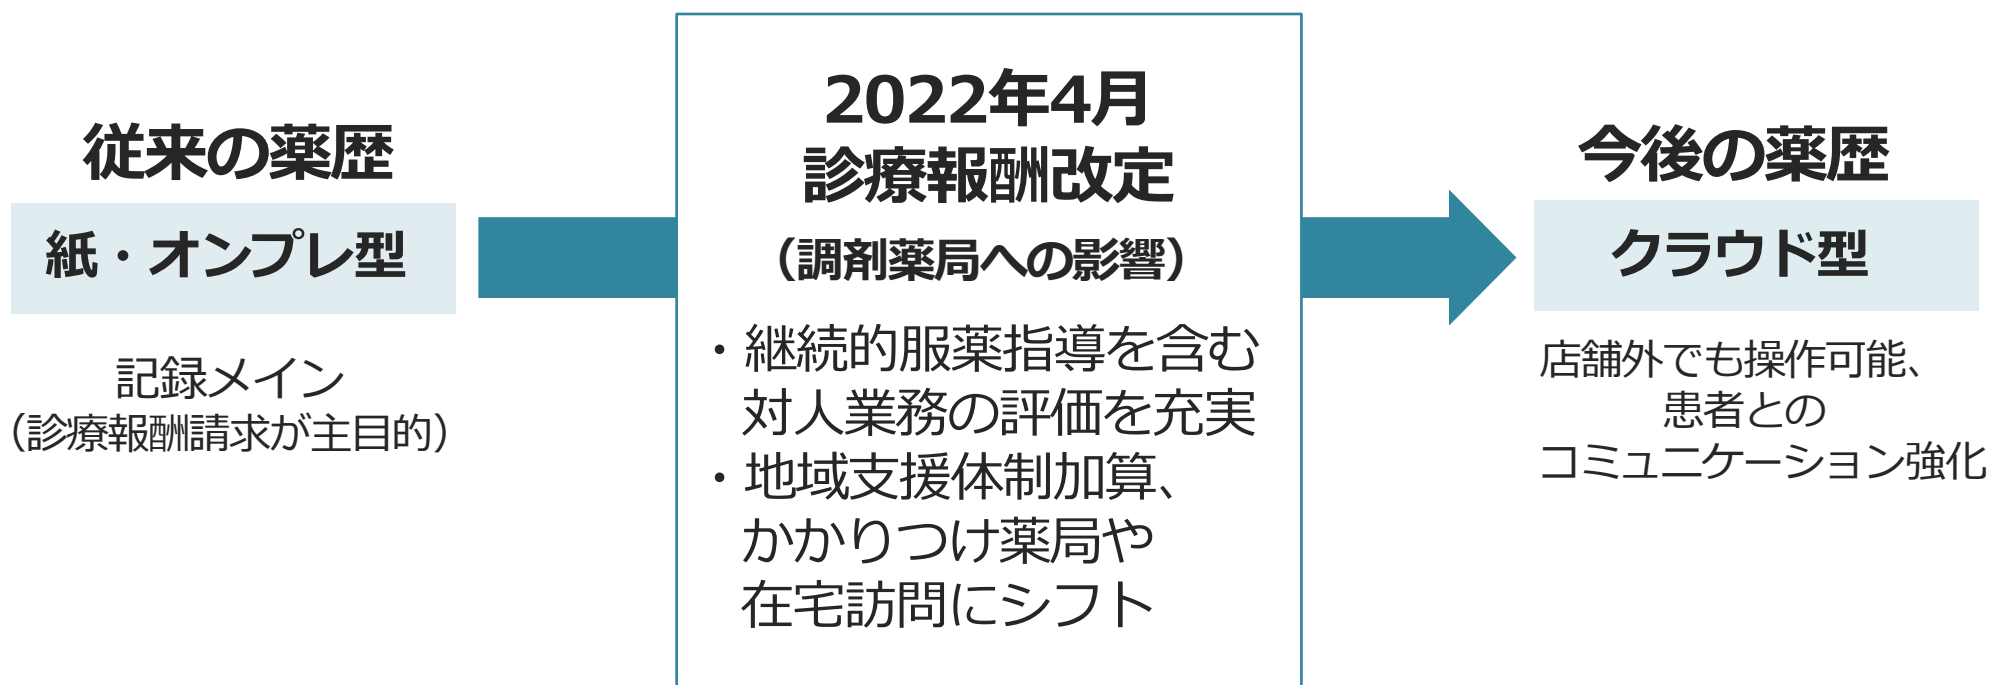 従来の薬歴
紙・オンプレ型
記録メイン
（診療報酬請求が主目的）
2022年4月
診療報酬改定
（調剤薬局への影響）
・継続的服薬指導を含む
対人業務の評価を充実
・地域支援体制加算、
かかりつけ薬局や
在宅訪問にシフト
今後の薬歴
クラウド型
店舗外でも操作可能、
患者との
コミュニケーション強化